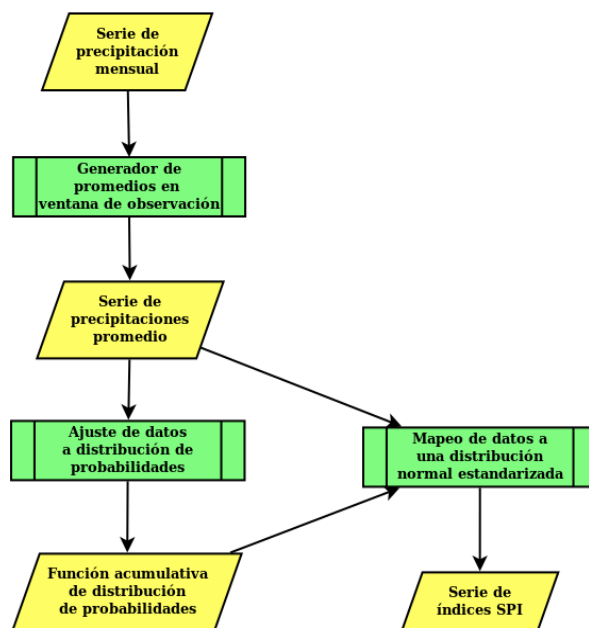 Serie de
precipitación
mensual
Generador de
promedios en
ventana de observación
Serie de
precipitaciones
promedio
Ajuste de datos
a distribución de
probabilidades
Mapeo de datos a
una distribución
normal estandarizada
Función acumulativa
de distribución
de probabilidades
Serie de
índices SPI